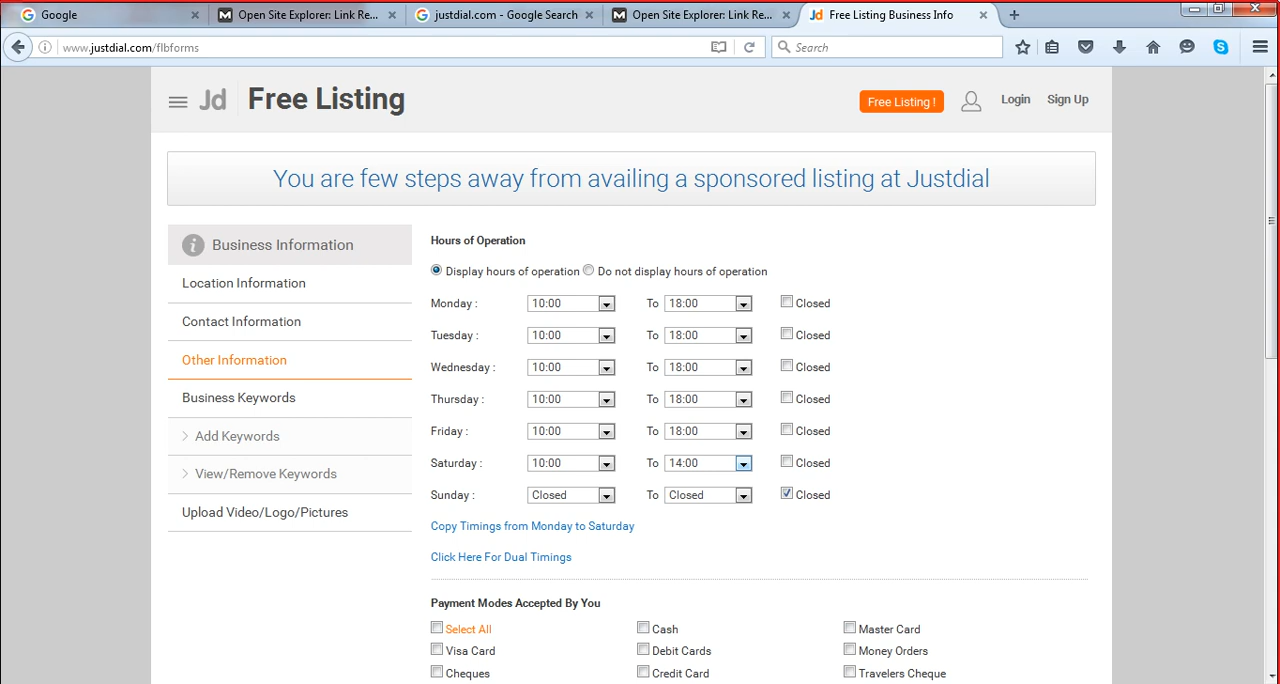 Google
Open Site Explorer: Link Re...
justdial.com - Google Search
Open Site Explorer: Link Re...
Jd Free Listing Business Info
www.justdial.com/flbforms
Search
Jd Free Listing
Free Listing !
Login
Sign Up
You are few steps away from availing a sponsored listing at Justdial
Business Information
Location Information
Contact Information
Other Information
Business Keywords
Add Keywords
View/Remove Keywords
Upload Video/Logo/Pictures
Hours of Operation
Display hours of operation Do not display hours of operation
Monday : 10:00 To 18:00 Closed
Tuesday : 10:00 To 18:00 Closed
Wednesday : 10:00 To 18:00 Closed
Thursday : 10:00 To 18:00 Closed
Friday : 10:00 To 18:00 Closed
Saturday : 10:00 To 14:00 Closed
Sunday : Closed To Closed Closed
Copy Timings from Monday to Saturday
Click Here For Dual Timings
Payment Modes Accepted By You
Select All Cash Master Card
Visa Card Debit Cards Money Orders
Cheques Credit Card Travelers Cheque